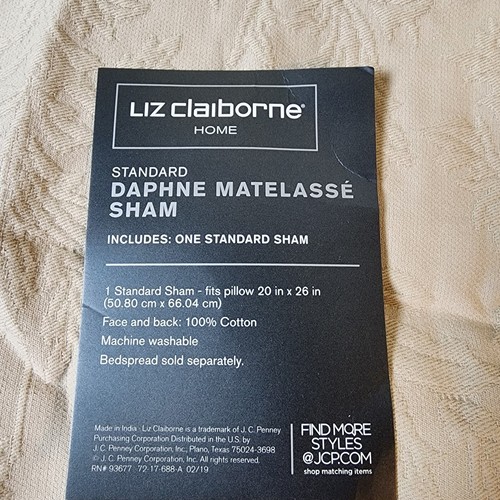 LIZ claiborne®
HOME
STANDARD
DAPHNE MATELASSÉ
SHAM
INCLUDES: ONE STANDARD SHAM
1 Standard Sham - fits pillow 20 in x 26 in
(50.80 cm x 66.04 cm)
Face and back: 100% Cotton
Machine washable
Bedspread sold separately.
Made in India · Liz Claiborne is a trademark of J. C. Penney
Purchasing Corporation Distributed in the U.S. by
J. C. Penney Corporation, Inc., Plano, Texas 75024-3698
© J. C. Penney Corporation, Inc. All rights reserved.
RN# 93677 72-17-688-A 02/19
FIND MORE
STYLES
@JCP.COM
shop matching items